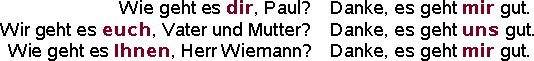 Wie geht es dir, Paul? Danke, es geht mir gut.
Wir geht es euch, Vater und Mutter? Danke, es geht uns gut.
Wie geht es Ihnen, Herr Wiemann? Danke, es geht mir gut.